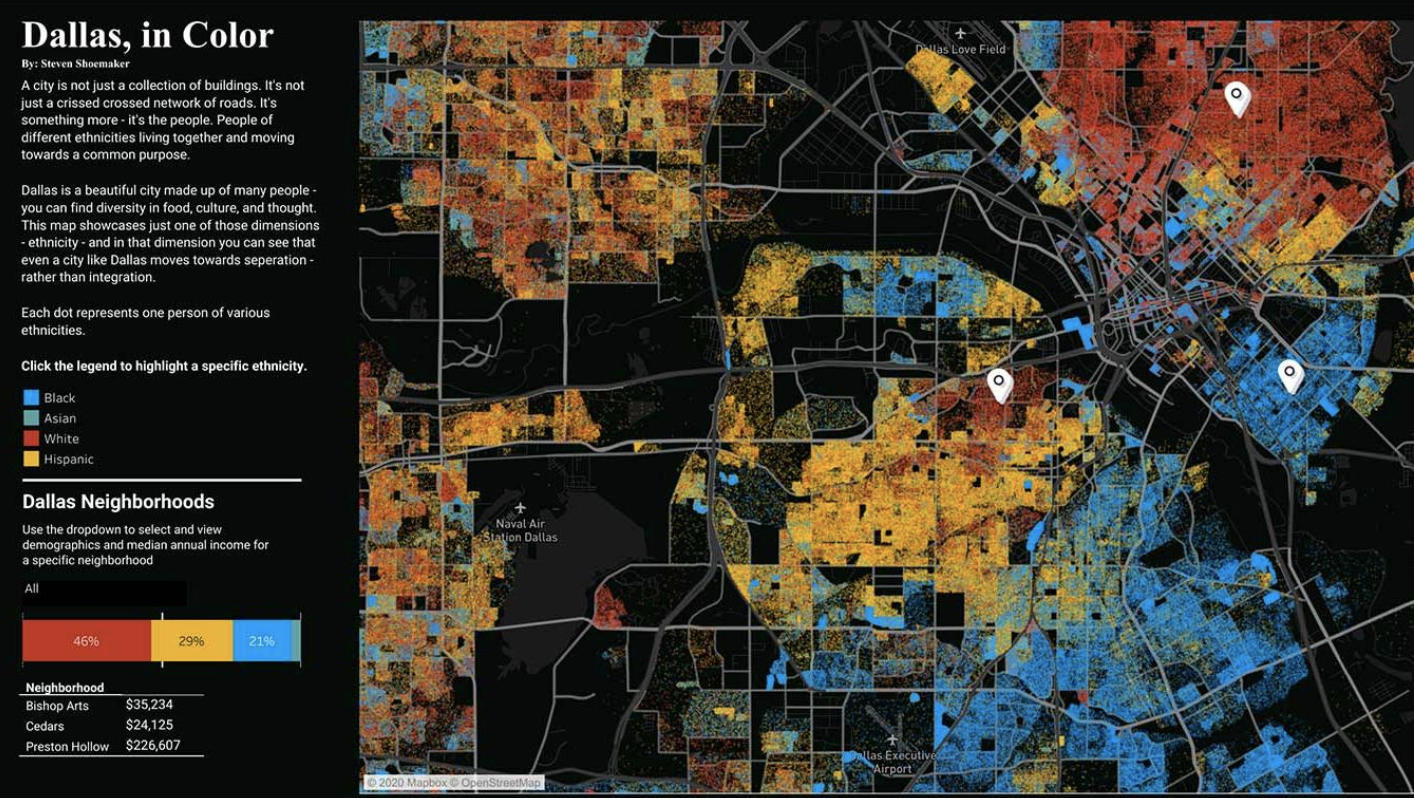 Dallas, in Color
By: Steven Shoemaker
A city is not just a collection of buildings. It's not
just a crissed crossed network of roads. It's
something more - it's the people. People of
different ethnicities living together and moving
towards a common purpose.
Dallas is a beautiful city made up of many people -
you can find diversity in food, culture, and thought.
This map showcases just one of those dimensions
- ethnicity - and in that dimension you can see that
even a city like Dallas moves towards seperation -
rather than integration.
Each dot represents one person of various
ethnicities.
Click the legend to highlight a specific ethnicity.
Black
Asian
White
Hispanic
Dallas Neighborhoods
Use the dropdown to select and view
demographics and median annual income for
a specific neighborhood
All
46% 29% 21%
Neighborhood
Bishop Arts $35,234
Cedars $24,125
Preston Hollow $226,607
Dallas Love Field
Naval Air
Station Dallas
Dallas Executive
Airport
© 2020 Mapbox © OpenStreetMap